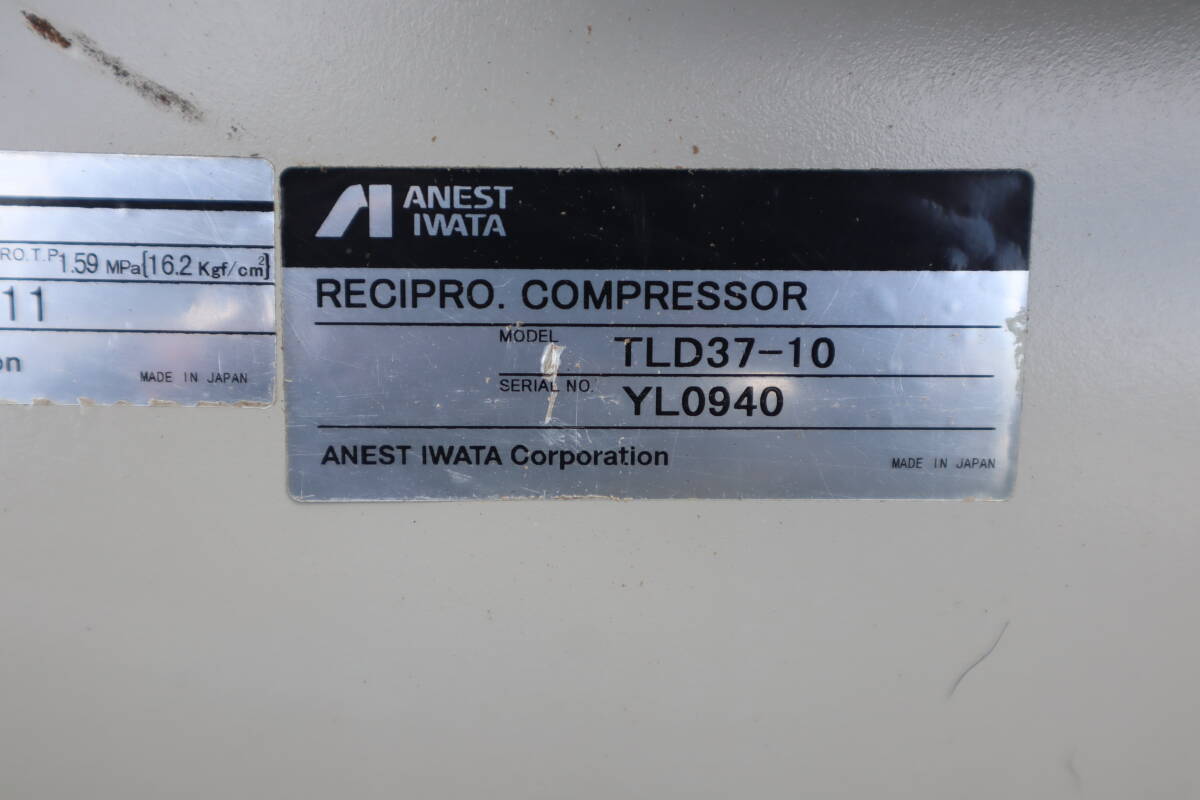 RO.T.P 1.59 MPa{16.2 Kgf/cm²}
11
on
MADE IN JAPAN
ANEST
IWATA
RECIPRO. COMPRESSOR
MODEL TLD37-10
SERIAL NO. YL0940
ANEST IWATA Corporation
MADE IN JAPAN